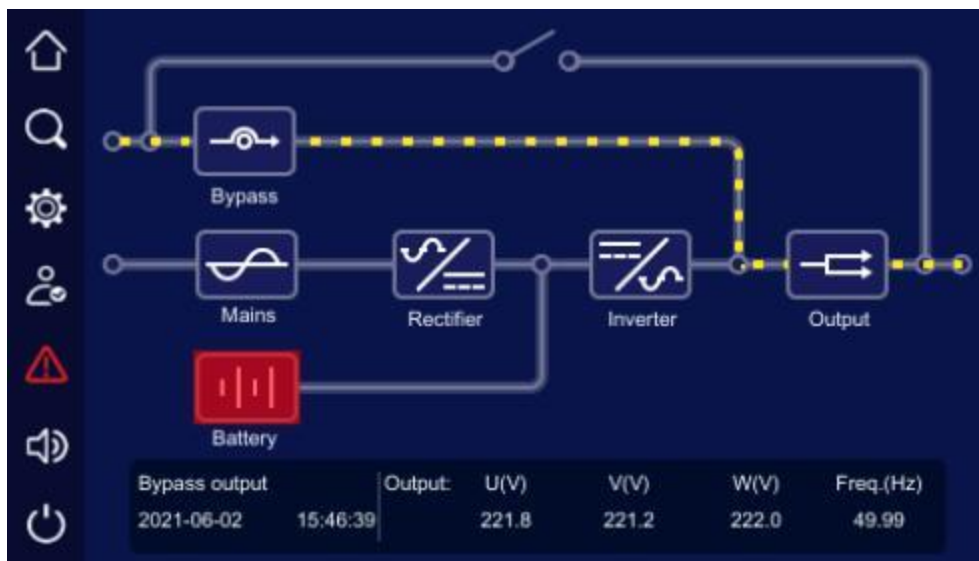 Bypass
Mains
Rectifier
Inverter
Output
Battery
Bypass output Output: U(V) V(V) W(V) Freq.(Hz)
2021-06-02 15:46:39 221.8 221.2 222.0 49.99